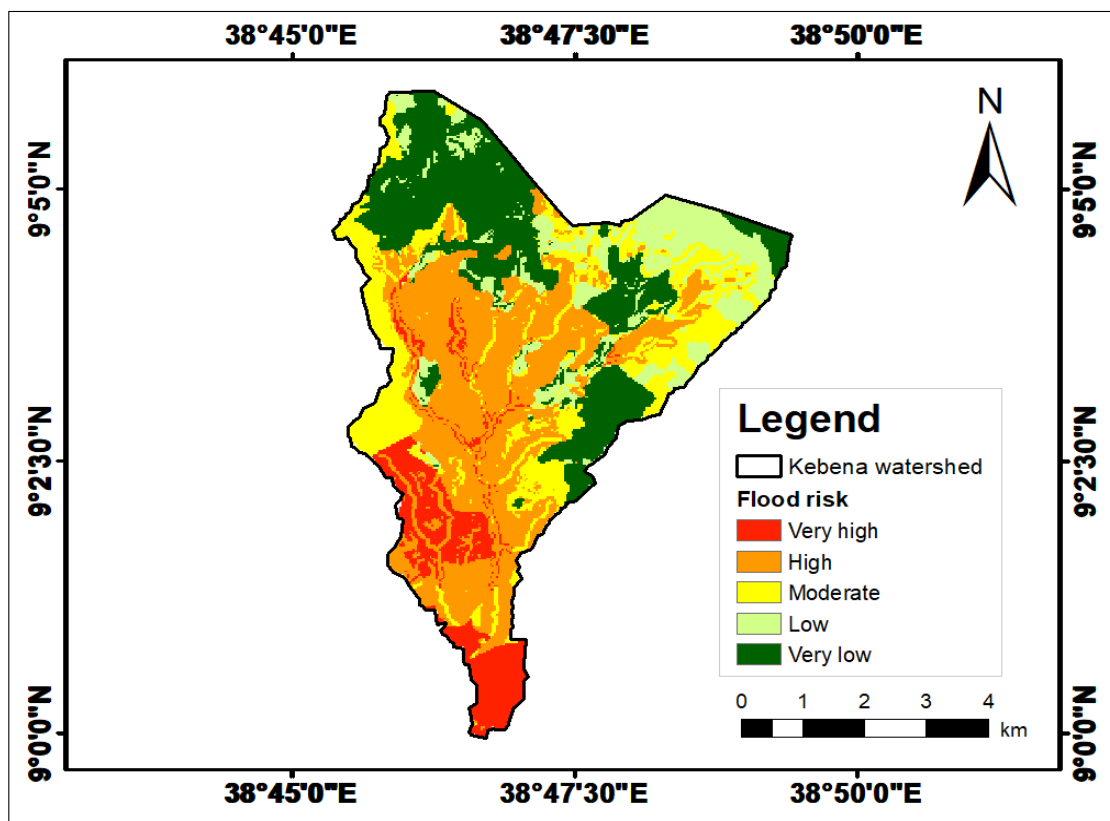 38°45'0"E 38°47'30"E 38°50'0"E
N
9°5'0"N 9°5'0"N
Legend
Kebena watershed
Flood risk
9°2'30"N 9°2'30"N
Very high
High
Moderate
Low
Very low
0 1 2 3 4
km
9°0'0"N 9°0'0"N
38°45'0"E 38°47'30"E 38°50'0"E